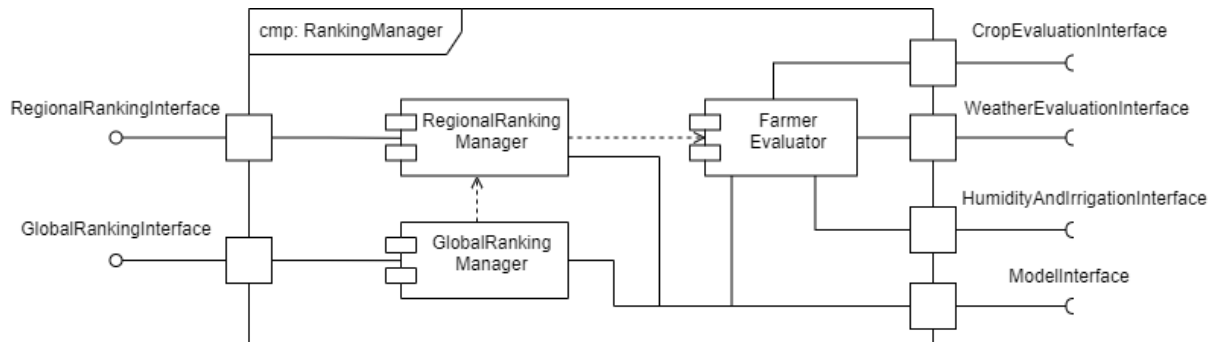 cmp: RankingManager
CropEvaluationInterface
RegionalRankingInterface
RegionalRanking
Manager
Farmer
Evaluator
WeatherEvaluationInterface
HumidityAndIrrigationInterface
GlobalRankingInterface
GlobalRanking
Manager
ModelInterface